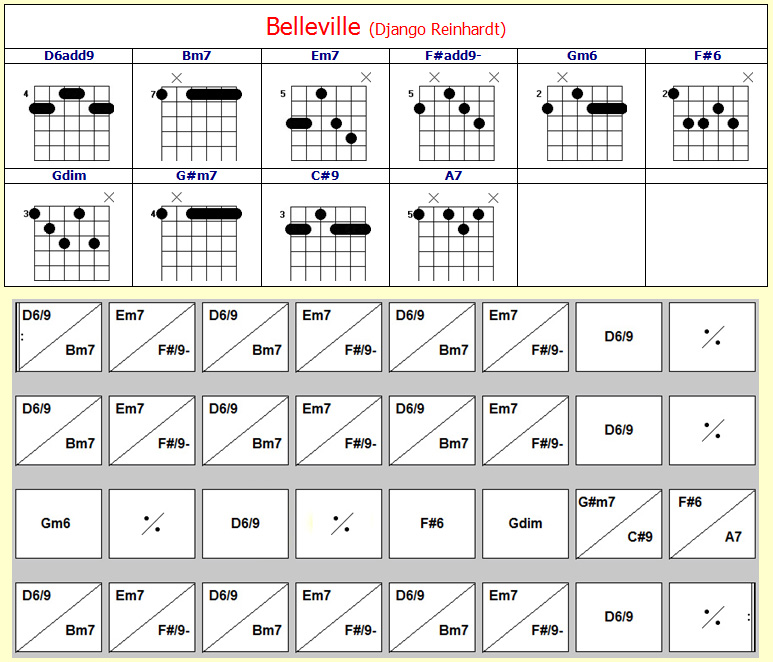 Belleville (Django Reinhardt)
D6add9 Bm7 Em7 F#add9- Gm6 F#6
4 7 5 5 2 2
Gdim G#m7 C#9 A7
3 4 3 5
D6/9 Em7 D6/9 Em7 D6/9 Em7 D6/9
Bm7 F#/9- Bm7 F#/9- Bm7 F#/9-
D6/9 Em7 D6/9 Em7 D6/9 Em7 D6/9
Bm7 F#/9- Bm7 F#/9- Bm7 F#/9-
G#m7 F#6
Gm6 D6/9 F#6 Gdim
C#9 A7
D6/9 Em7 D6/9 Em7 D6/9 Em7 D6/9
Bm7 F#/9- Bm7 F#/9- Bm7 F#/9-